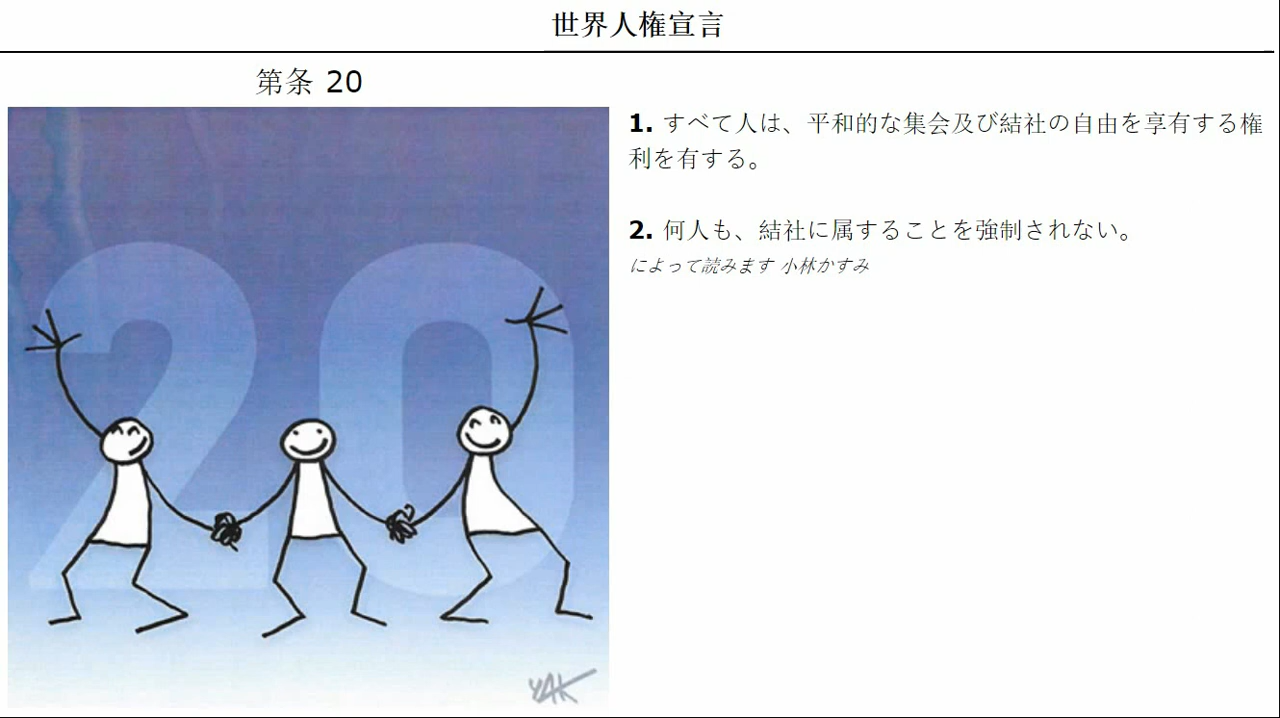 世界人権宣言
第条 20
20
1. すべて人は、平和的な集会及び結社の自由を享有する権
利を有する。
2. 何人も、結社に属することを強制されない。
によって読みます 小林かすみ
YAK